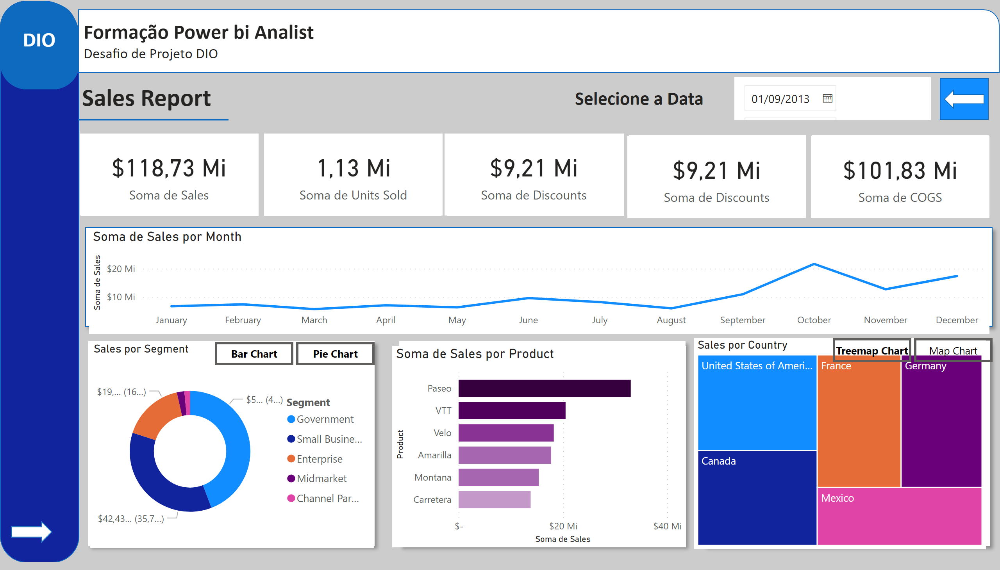 DIO
Formação Power bi Analist
Desafio de Projeto DIO
Sales Report
Selecione a Data
01/09/2013
$118,73 Mi
Soma de Sales
1,13 Mi
Soma de Units Sold
$9,21 Mi
Soma de Discounts
$9,21 Mi
Soma de Discounts
$101,83 Mi
Soma de COGS
Soma de Sales por Month
Soma de Sales
$20 Mi
$10 Mi
January February March April May June July August September October November December
Sales por Segment
Bar Chart
Pie Chart
$19,... (16...)
$5... (4...)
$42,43... (35,7...)
Segment
Government
Small Busine...
Enterprise
Midmarket
Channel Par...
Soma de Sales por Product
Product
Paseo
VTT
Velo
Amarilla
Montana
Carretera
$- $20 Mi $40 Mi
Soma de Sales
Sales por Country
Treemap Chart
Map Chart
United States of Ameri...
France
Germany
Canada
Mexico